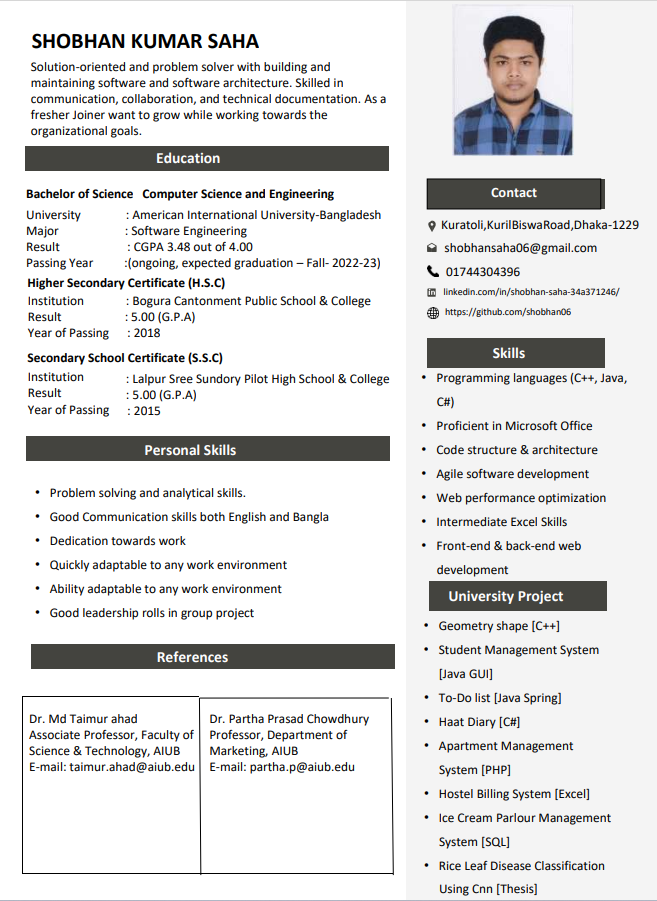 SHOBHAN KUMAR SAHA
Solution-oriented and problem solver with building and
maintaining software and software architecture. Skilled in
communication, collaboration, and technical documentation. As a
fresher Joiner want to grow while working towards the
organizational goals.
Education
Bachelor of Science Computer Science and Engineering
University : American International University-Bangladesh
Major : Software Engineering
Result : CGPA 3.48 out of 4.00
Passing Year :(ongoing, expected graduation – Fall- 2022-23)
Higher Secondary Certificate (H.S.C)
Institution : Bogura Cantonment Public School & College
Result : 5.00 (G.P.A)
Year of Passing : 2018
Secondary School Certificate (S.S.C)
Institution : Lalpur Sree Sundory Pilot High School & College
Result : 5.00 (G.P.A)
Year of Passing : 2015
Personal Skills
• Problem solving and analytical skills.
• Good Communication skills both English and Bangla
• Dedication towards work
• Quickly adaptable to any work environment
• Ability adaptable to any work environment
• Good leadership rolls in group project
References
Dr. Md Taimur ahad
Associate Professor, Faculty of
Science & Technology, AIUB
E-mail: taimur.ahad@aiub.edu
Dr. Partha Prasad Chowdhury
Professor, Department of
Marketing, AIUB
E-mail: partha.p@aiub.edu
Contact
Kuratoli,KurilBiswaRoad,Dhaka-1229
shobhansaha06@gmail.com
01744304396
linkedin.com/in/shobhan-saha-34a371246/
https://github.com/shobhan06
Skills
• Programming languages (C++, Java,
C#)
• Proficient in Microsoft Office
• Code structure & architecture
• Agile software development
• Web performance optimization
• Intermediate Excel Skills
• Front-end & back-end web
development
University Project
• Geometry shape [C++]
• Student Management System
[Java GUI]
• To-Do list [Java Spring]
• Haat Diary [C#]
• Apartment Management
System [PHP]
• Hostel Billing System [Excel]
• Ice Cream Parlour Management
System [SQL]
• Rice Leaf Disease Classification
Using Cnn [Thesis]